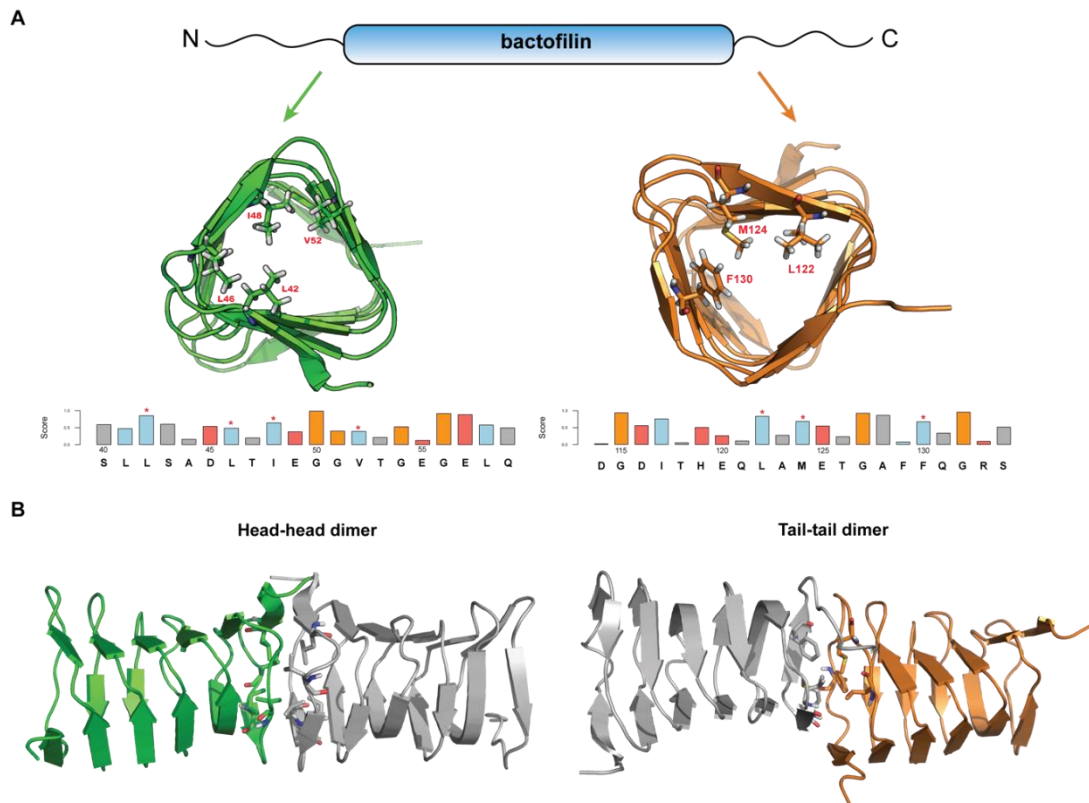 A
N bactofilin C
I48
V52
L46
L42
M124
L122
F130
Score
1.0
0.5
0.0
* * * *
40 45 50 55
S L L S A D L T I E G G V T G E G E L Q
Score
1.0
0.5
0.0
* * *
115 120 125 130
D G D I T H E Q L A M E T G A F F Q G R S
B
Head-head dimer
Tail-tail dimer